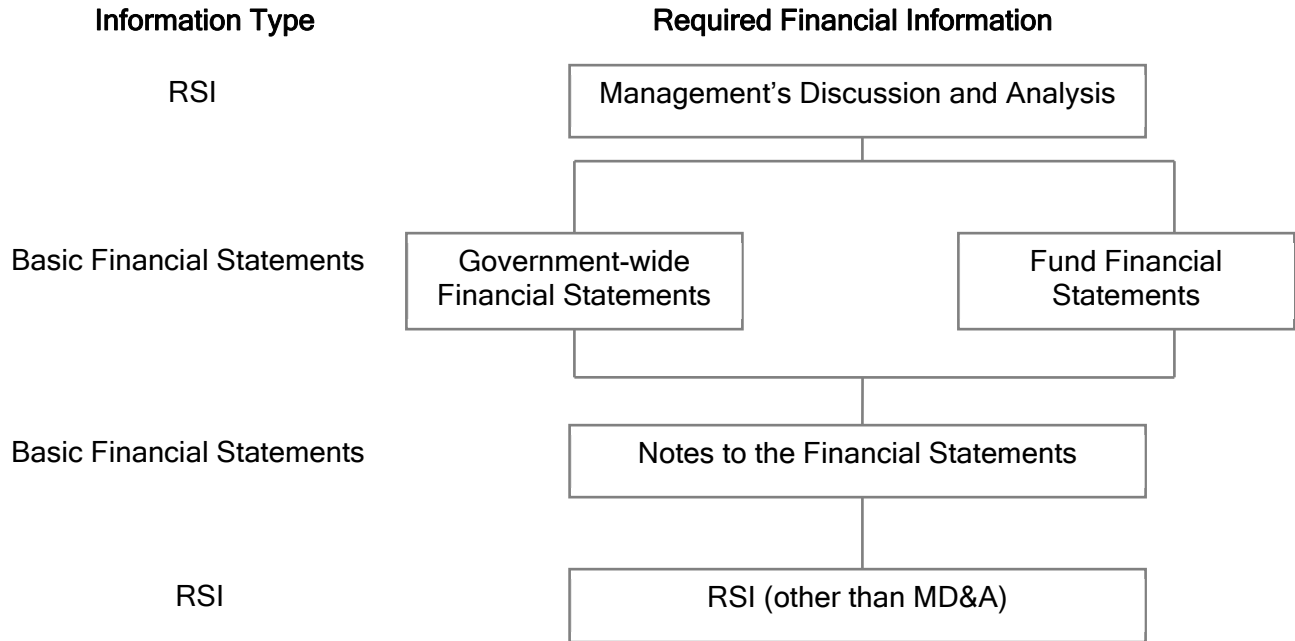 Information Type Required Financial Information
RSI Management’s Discussion and Analysis
Basic Financial Statements Government-wide Financial Statements Fund Financial Statements
Basic Financial Statements Notes to the Financial Statements
RSI RSI (other than MD&A)